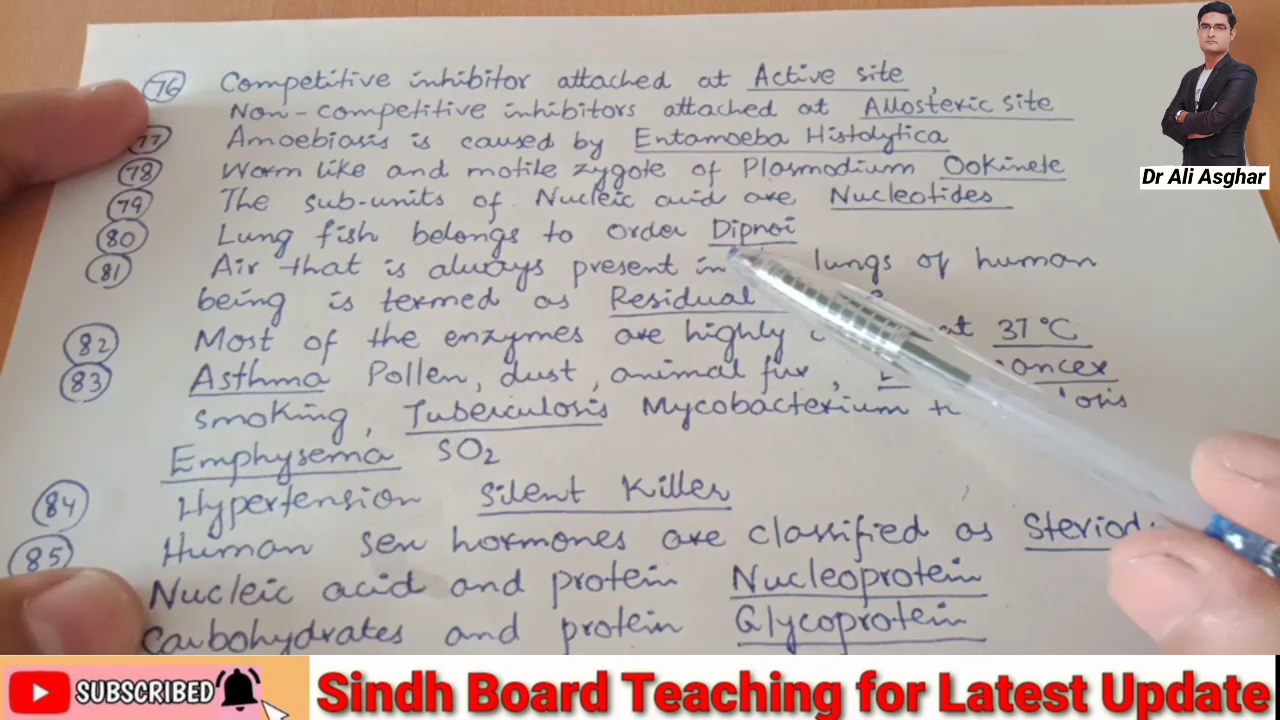 76 Competitive inhibitor attached at Active site,
Non-competitive inhibitors attached at Allosteric site
77 Amoebiasis is caused by Entamoeba Histolytica
78 Worm like and motile zygote of Plasmodium Ookinete
79 The sub-units of Nucleic acid are Nucleotides
80 Lung fish belongs to order Dipnoi
81 Air that is always present in lungs of human
being is termed as Residual
82 Most of the enzymes are highly at 37°C
83 Asthma Pollen, dust, animal fur,
smoking, Tuberculosis Mycobacterium
Emphysema SO2
84 Hypertension Silent Killer
85 Human sex hormones are classified as Steriod
Nucleic acid and protein Nucleoprotein
Carbohydrates and protein Glycoprotein
Dr Ali Asghar
SUBSCRIBED Sindh Board Teaching for Latest Update